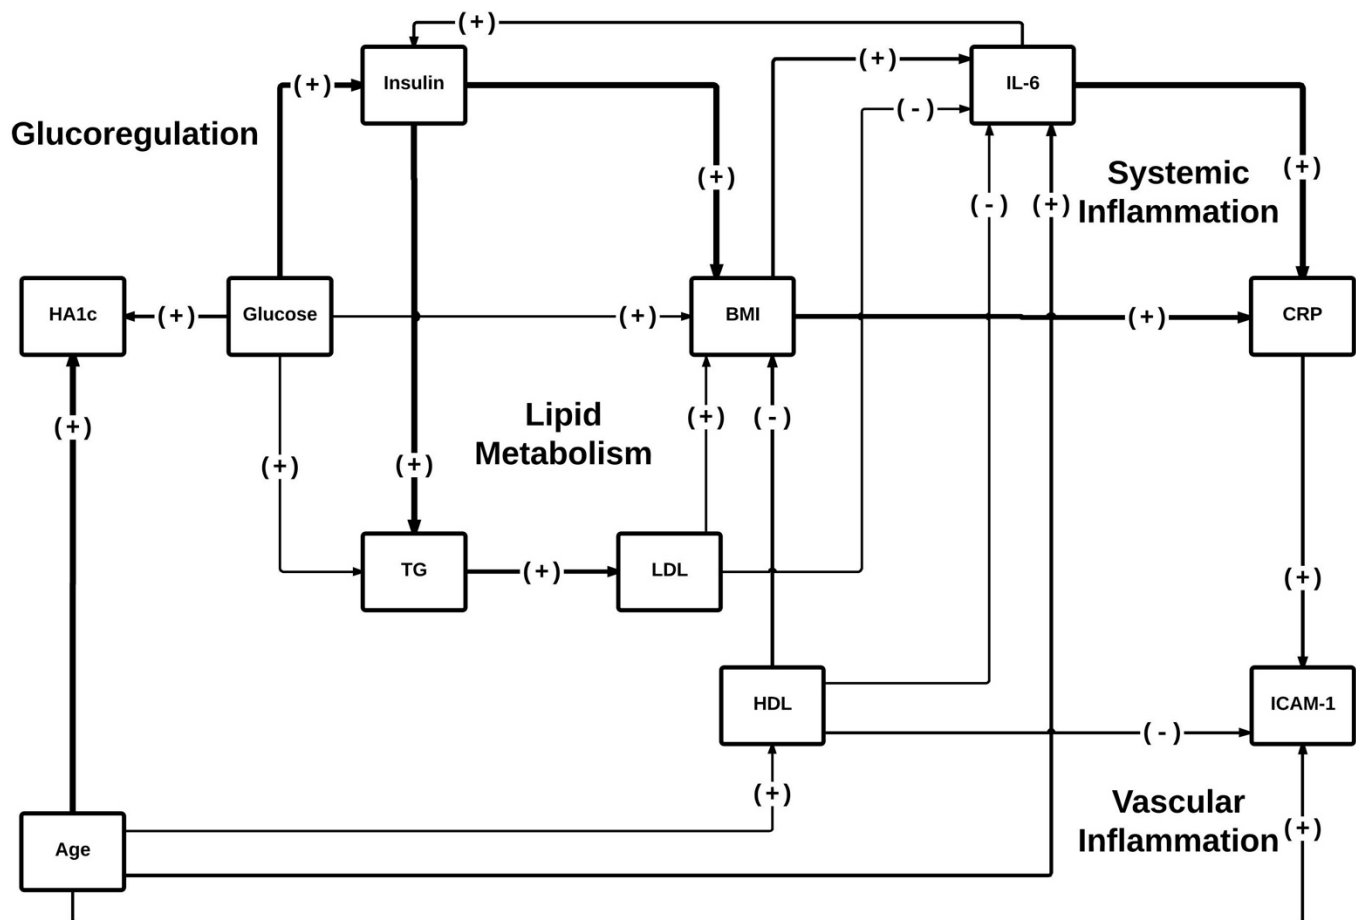 (+)
Insulin
IL-6
(+)
(+)
(-)
Glucoregulation
(+)
(-)
(+)
(+)
Systemic
Inflammation
HA1c
(+)
Glucose
(+)
BMI
(+)
CRP
(+)
(+)
(+)
Lipid
Metabolism
(+)
(-)
TG
(+)
LDL
(+)
HDL
ICAM-1
(-)
(+)
Age
Vascular
Inflammation
(+)